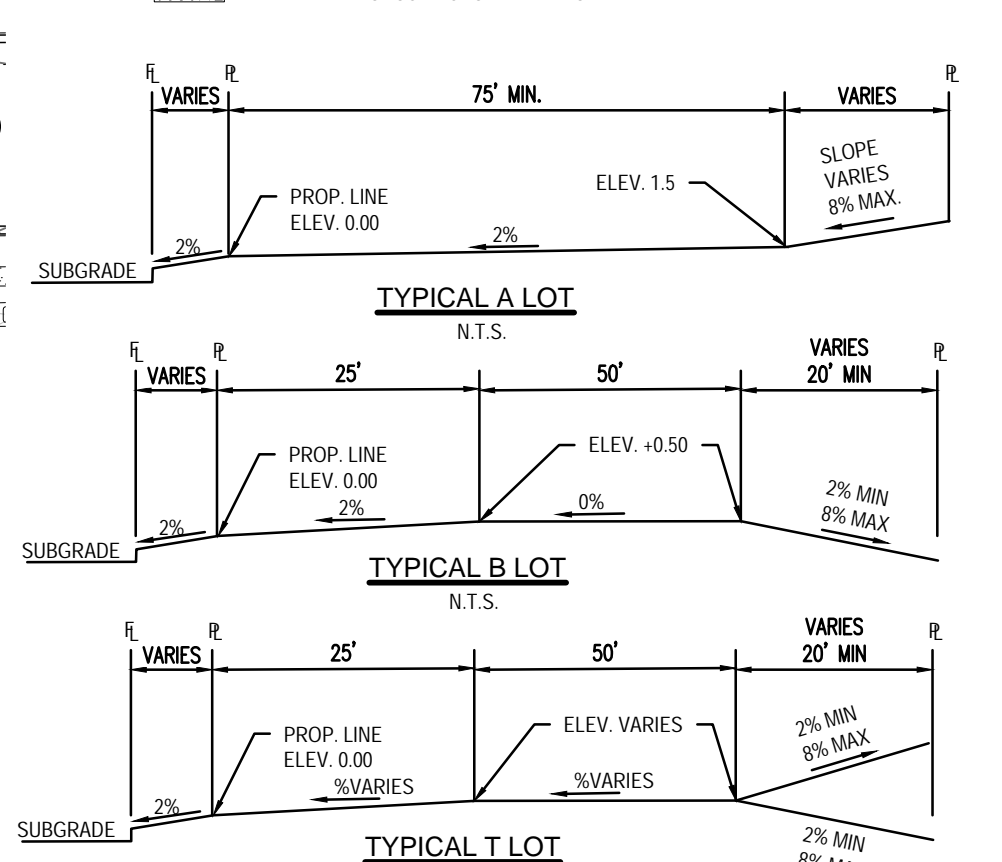 FL
PL
PL
VARIES
75' MIN.
VARIES
SLOPE
VARIES
8% MAX.
PROP. LINE
ELEV. 0.00
ELEV. 1.5
2%
2%
SUBGRADE
TYPICAL A LOT
N.T.S.
FL
PL
PL
VARIES
25'
50'
VARIES
20' MIN
PROP. LINE
ELEV. 0.00
ELEV. +0.50
2% MIN
8% MAX
2%
2%
0%
SUBGRADE
TYPICAL B LOT
N.T.S.
FL
PL
PL
VARIES
25'
50'
VARIES
20' MIN
PROP. LINE
ELEV. 0.00
ELEV. VARIES
2% MIN
8% MAX
%VARIES
%VARIES
2%
SUBGRADE
TYPICAL T LOT
2% MIN
8%